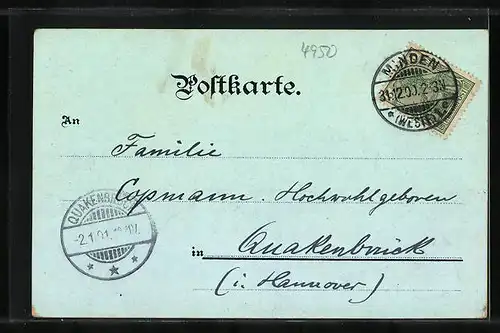 4950
Postkarte.
MINDEN
31.12.00.2-3N
* (WESTF.) *
An
Familie
QUAKENBRÜCK
-2.1.01.
Copmann. Hochwohlgeboren
in Quakenbrück
(i. Hannover)